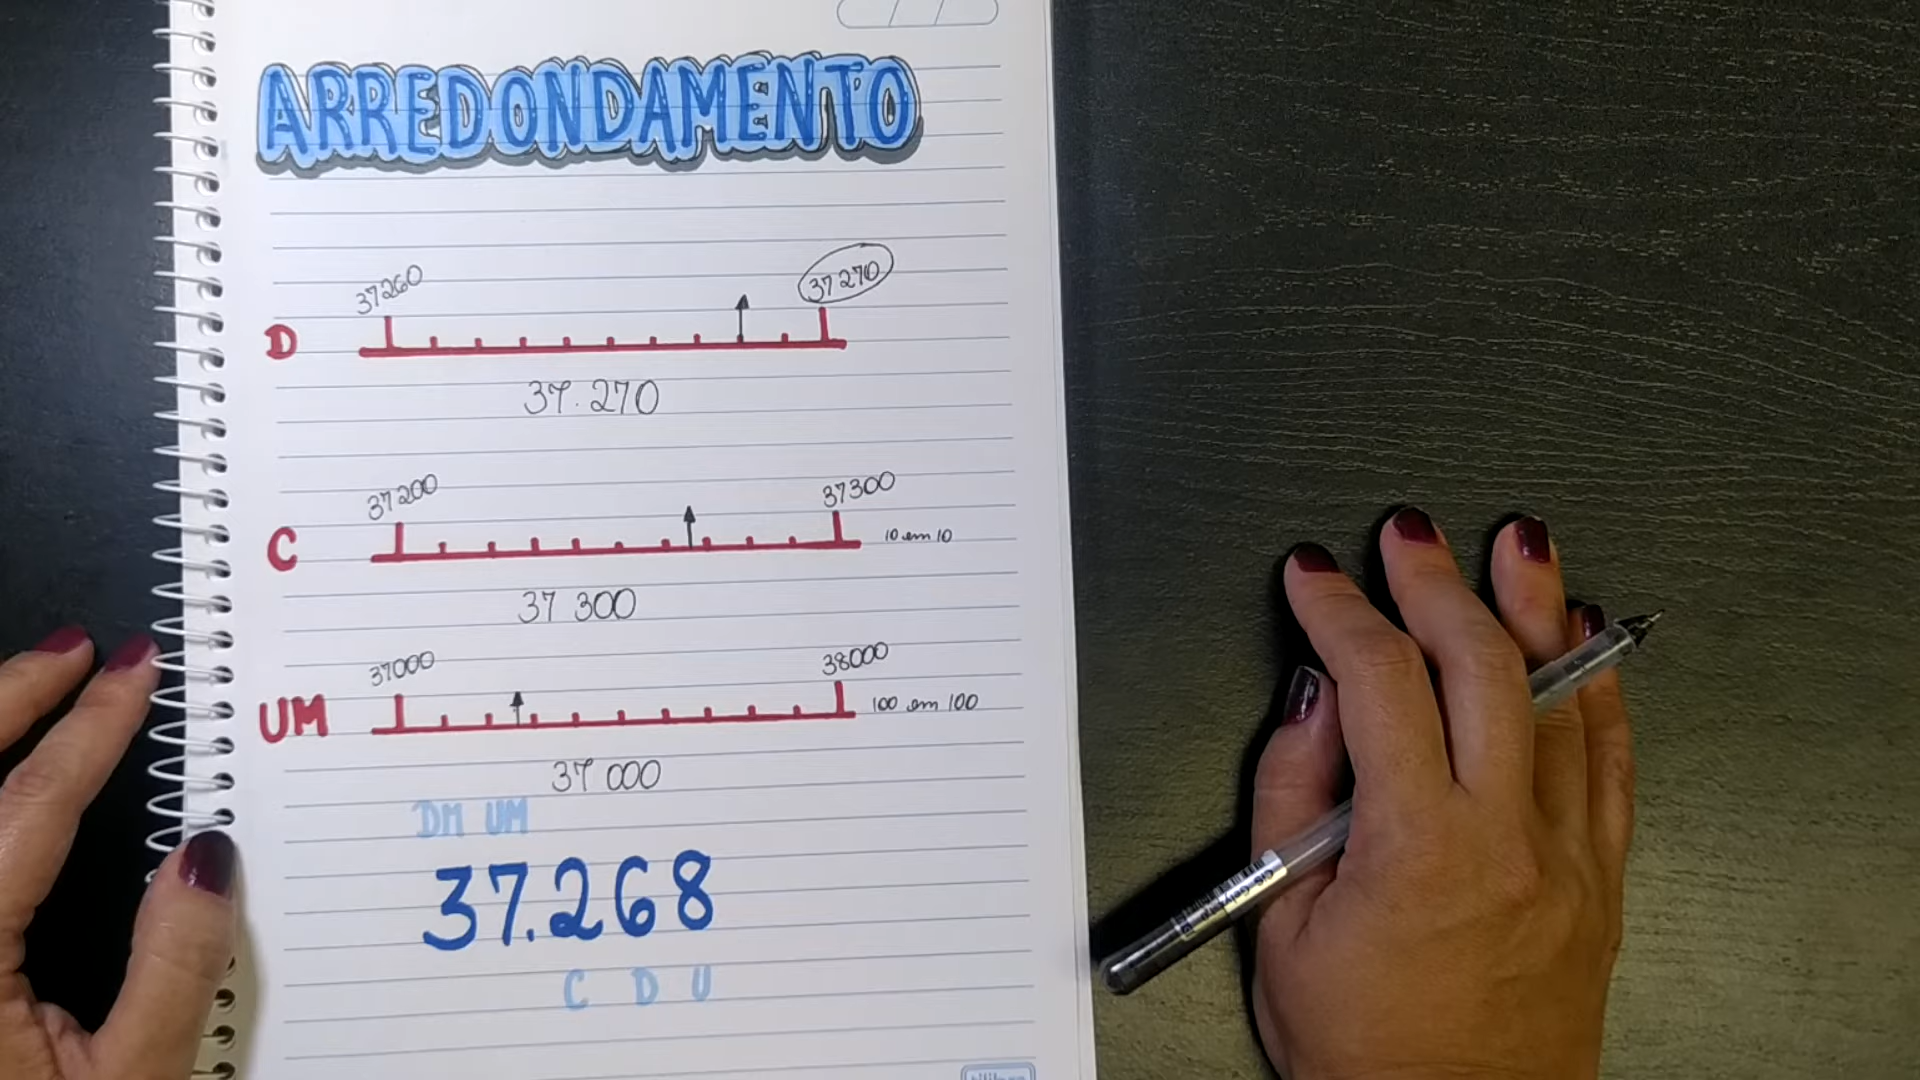 ARREDONDAMENTO
37260
37270
D
37.270
37200
37300
C
10 em 10
37 300
37000
38000
UM
100 em 100
37 000
DM UM
37.268
C D U